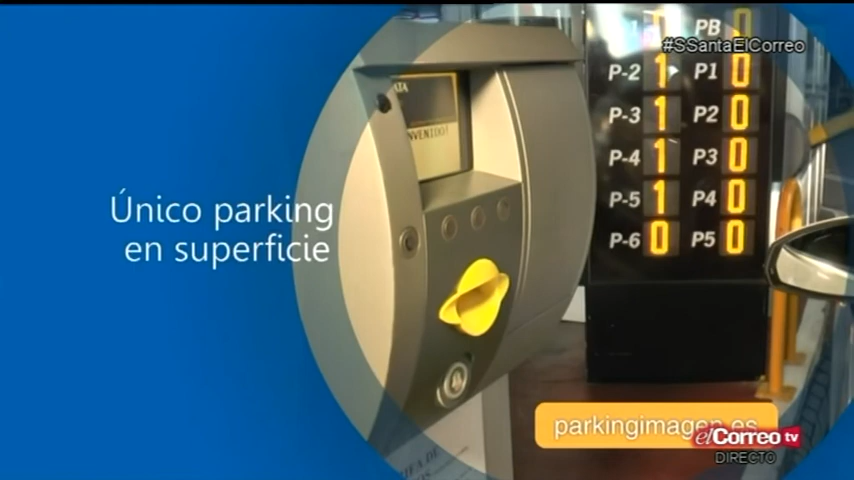 #SSantaElCorreo
PB 0
P-2 1 P1 0
P-3 1 P2 0
P-4 1 P3 0
P-5 1 P4 0
P-6 0 P5 0
Único parking
en superficie
parkingimagen.es
elCorreo tv
DIRECTO